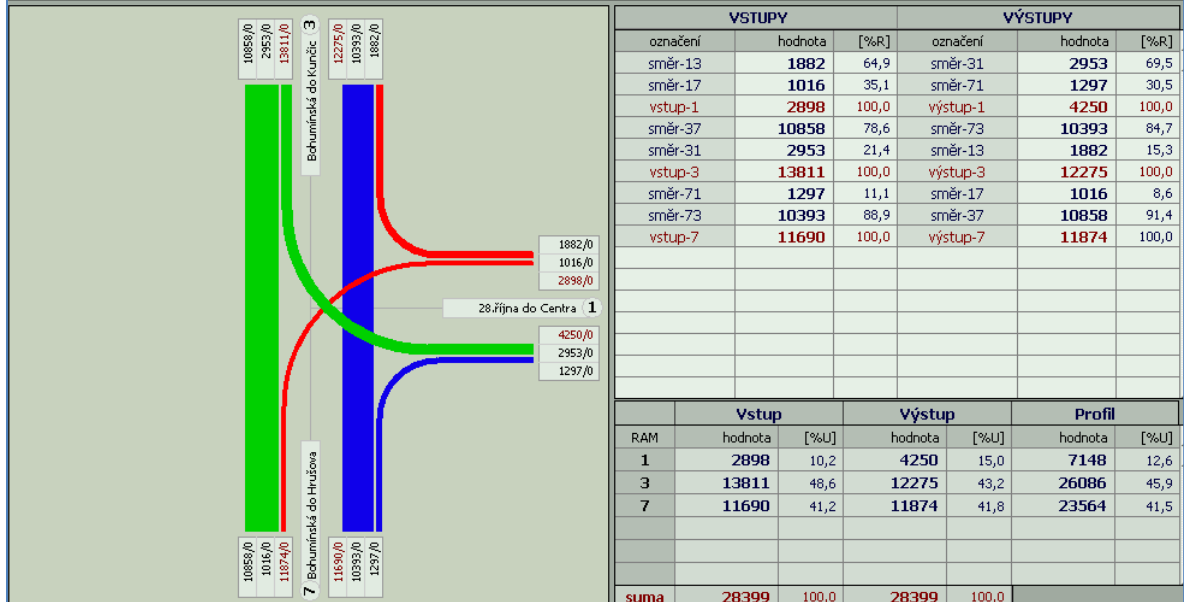 10858/0
2953/0
13811/0
Bohumínská do Kunčic 3
12275/0
10393/0
1882/0
1882/0
1016/0
2898/0
28.října do Centra 1
4250/0
2953/0
1297/0
10858/0
1016/0
11874/0
7 Bohumínská do Hrušova
11690/0
10393/0
1297/0
VSTUPY VÝSTUPY
označení hodnota [%R] označení hodnota [%R]
směr-13 1882 64,9 směr-31 2953 69,5
směr-17 1016 35,1 směr-71 1297 30,5
vstup-1 2898 100,0 výstup-1 4250 100,0
směr-37 10858 78,6 směr-73 10393 84,7
směr-31 2953 21,4 směr-13 1882 15,3
vstup-3 13811 100,0 výstup-3 12275 100,0
směr-71 1297 11,1 směr-17 1016 8,6
směr-73 10393 88,9 směr-37 10858 91,4
vstup-7 11690 100,0 výstup-7 11874 100,0
Vstup Výstup Profil
RAM hodnota [%U] hodnota [%U] hodnota [%U]
1 2898 10,2 4250 15,0 7148 12,6
3 13811 48,6 12275 43,2 26086 45,9
7 11690 41,2 11874 41,8 23564 41,5
suma 28399 100,0 28399 100,0